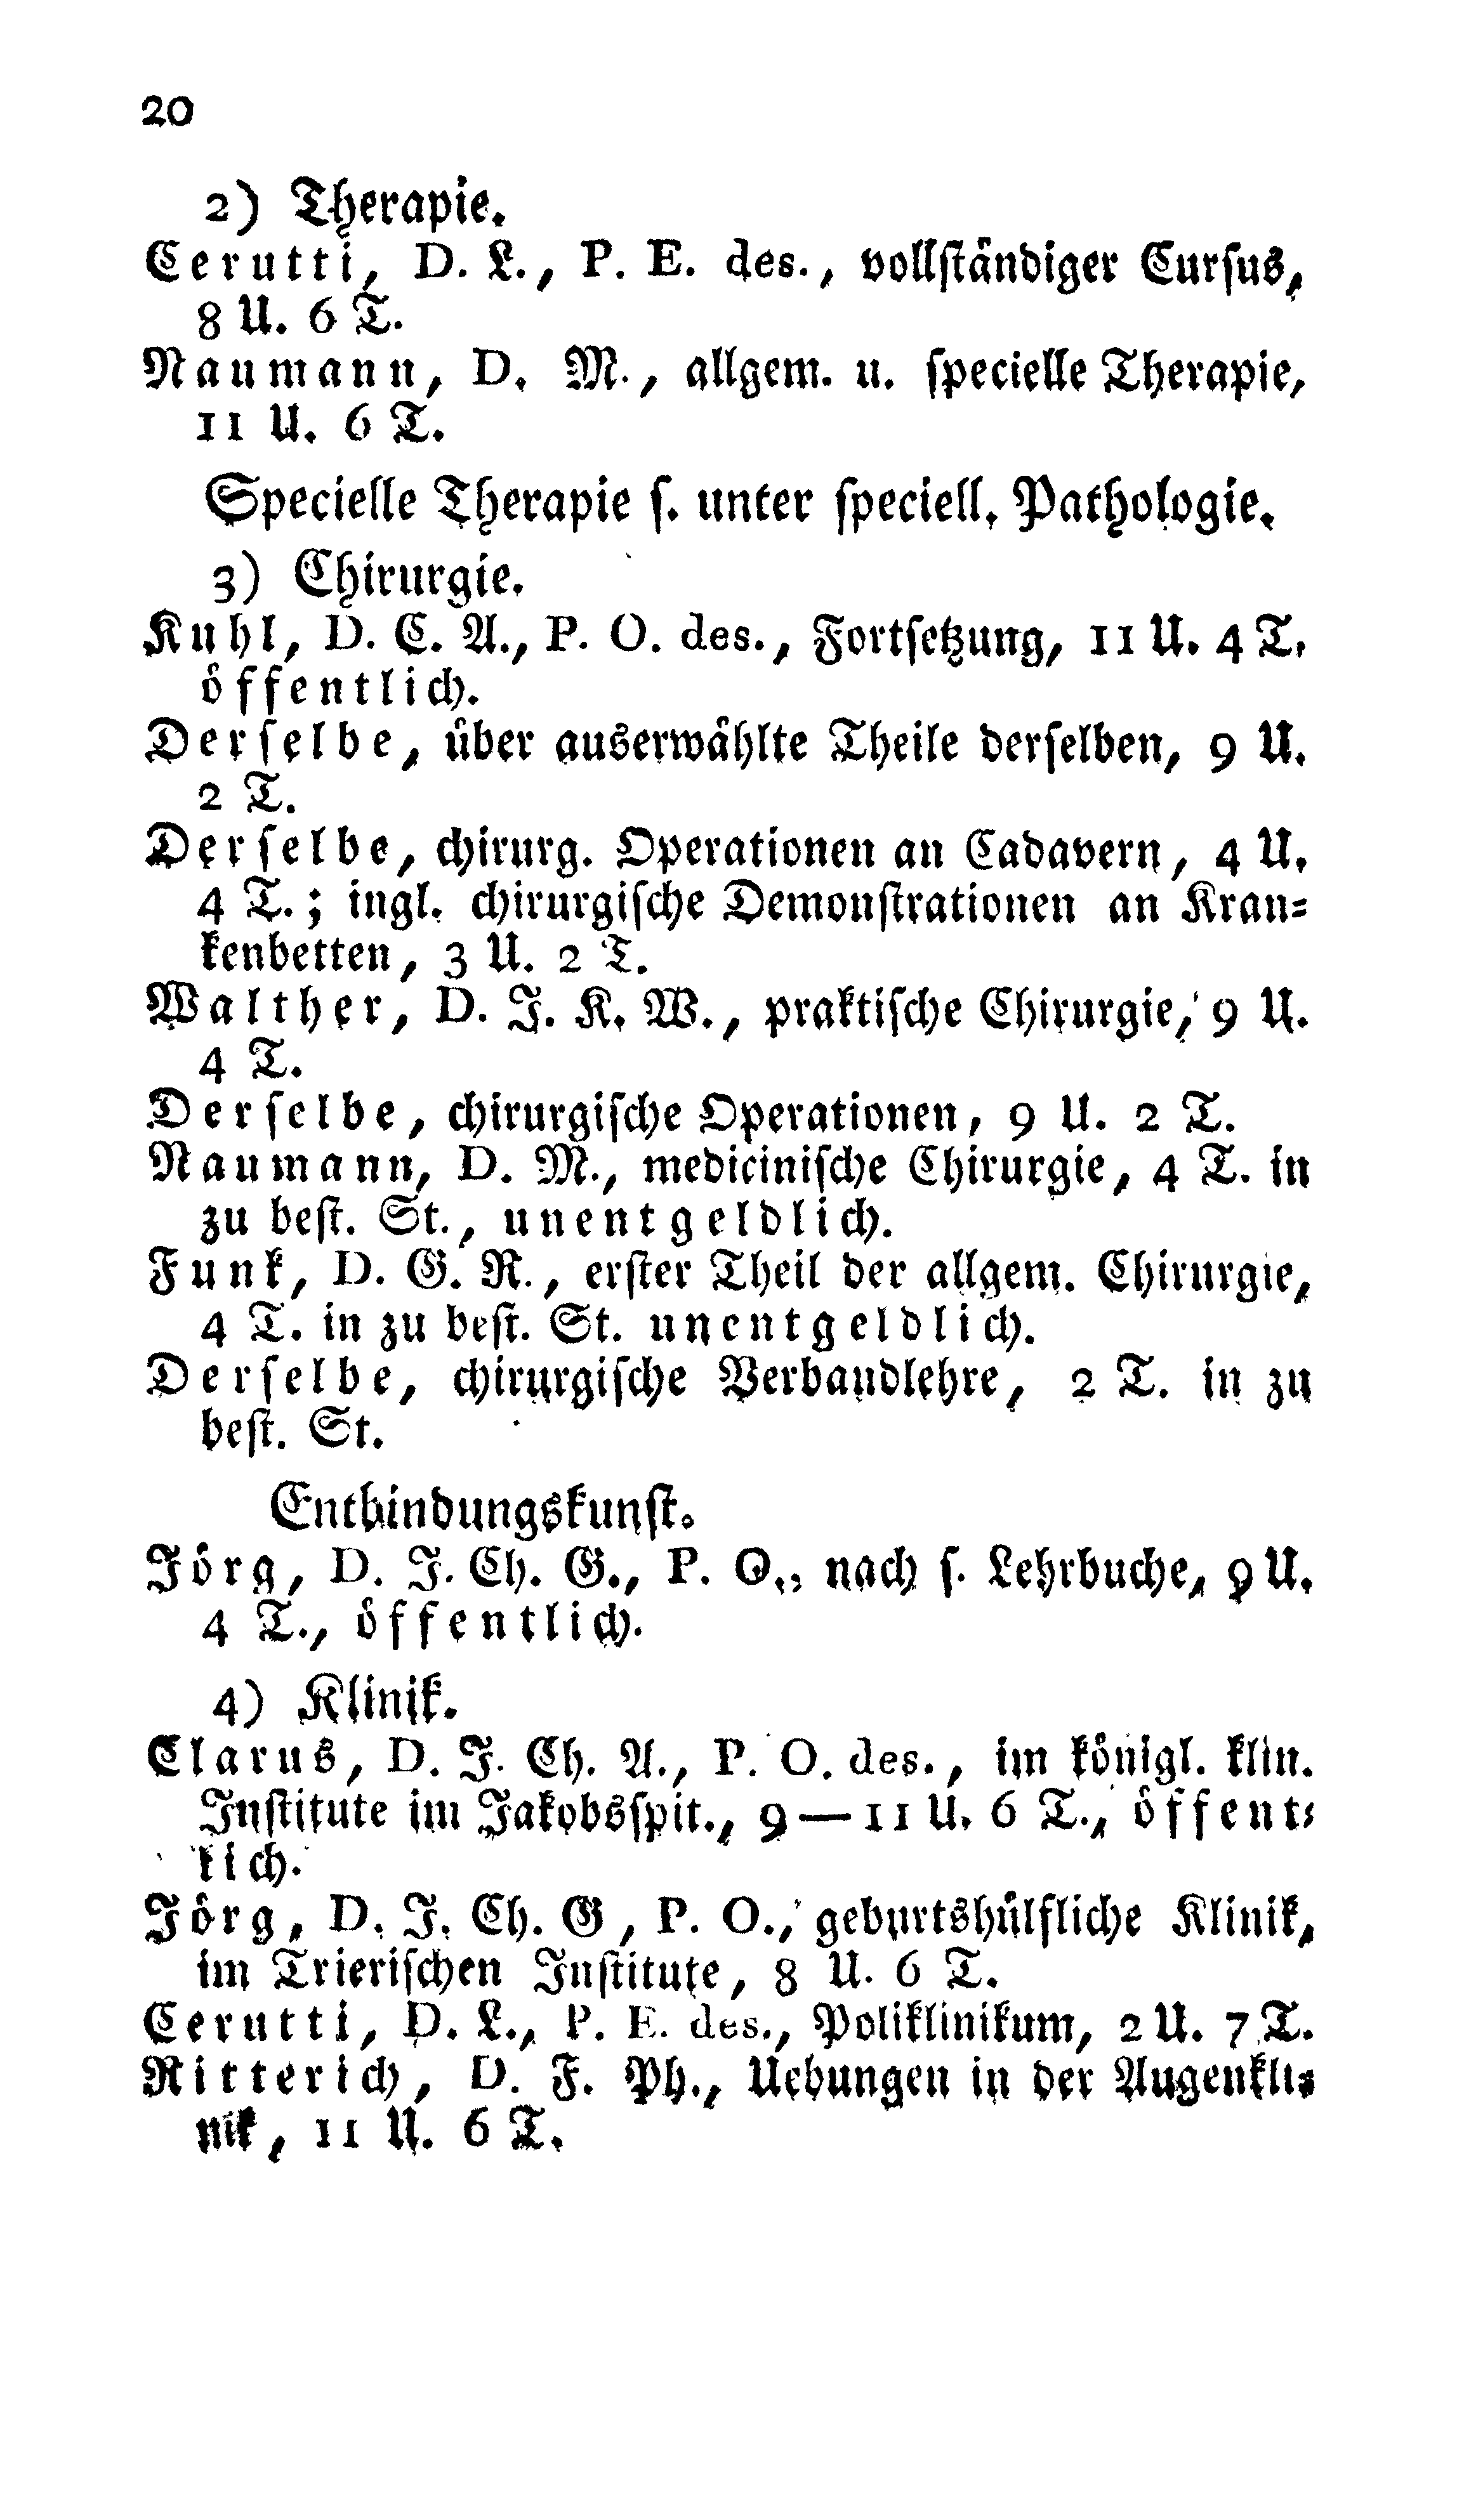 20
2) Therapie.
Cerutti, D. L., P. E. des., vollſtändiger Curſus,
8 U. 6 T.
Naumann, D. M., allgem. u. ſpecielle Therapie,
11 U. 6 T.
Specielle Therapie ſ. unter ſpeciell. Pathologie.
3) Chirurgie.
Kuhl, D. C. A., P. O. des., Fortſetzung, 11 U. 4 T.
öffentlich.
Derſelbe, über auserwählte Theile derſelben, 9 U.
2 T.
Derſelbe, chirurg. Operationen an Cadavern, 4 U.
4 T.; ingl. chirurgiſche Demonſtrationen an Kran=
kenbetten, 3 U. 2 T.
Walther, D. J. K. W., praktiſche Chirurgie, 9 U.
4 T.
Derſelbe, chirurgiſche Operationen, 9 U. 2 T.
Naumann, D. M., mediciniſche Chirurgie, 4 T. in
zu beſt. St., unentgeldlich.
Funk, D. G. R., erſter Theil der allgem. Chirurgie,
4 T. in zu beſt. St. unentgeldlich.
Derſelbe, chirurgiſche Verbandlehre, 2 T. in zu
beſt. St.
Entbindungskunſt.
Jörg, D. J. Ch. G., P. O., nach ſ. Lehrbuche, 9 U.
4 T., öffentlich.
4) Klinik.
Clarus, D. J. Ch. A., P. O. des., im königl. klin.
Inſtitute im Jakobsſpit., 9—11 U. 6 T., öffent=
lich.
Jörg, D. J. Ch. G, P. O., geburtshülfliche Klinik,
im Trieriſchen Inſtitute, 8 U. 6 T.
Cerutti, D. L., P. E. des., Poliklinikum, 2 U. 7 T.
Ritterich, D. F. Ph., Uebungen in der Augenkli=
nik, 11 U. 6 T.